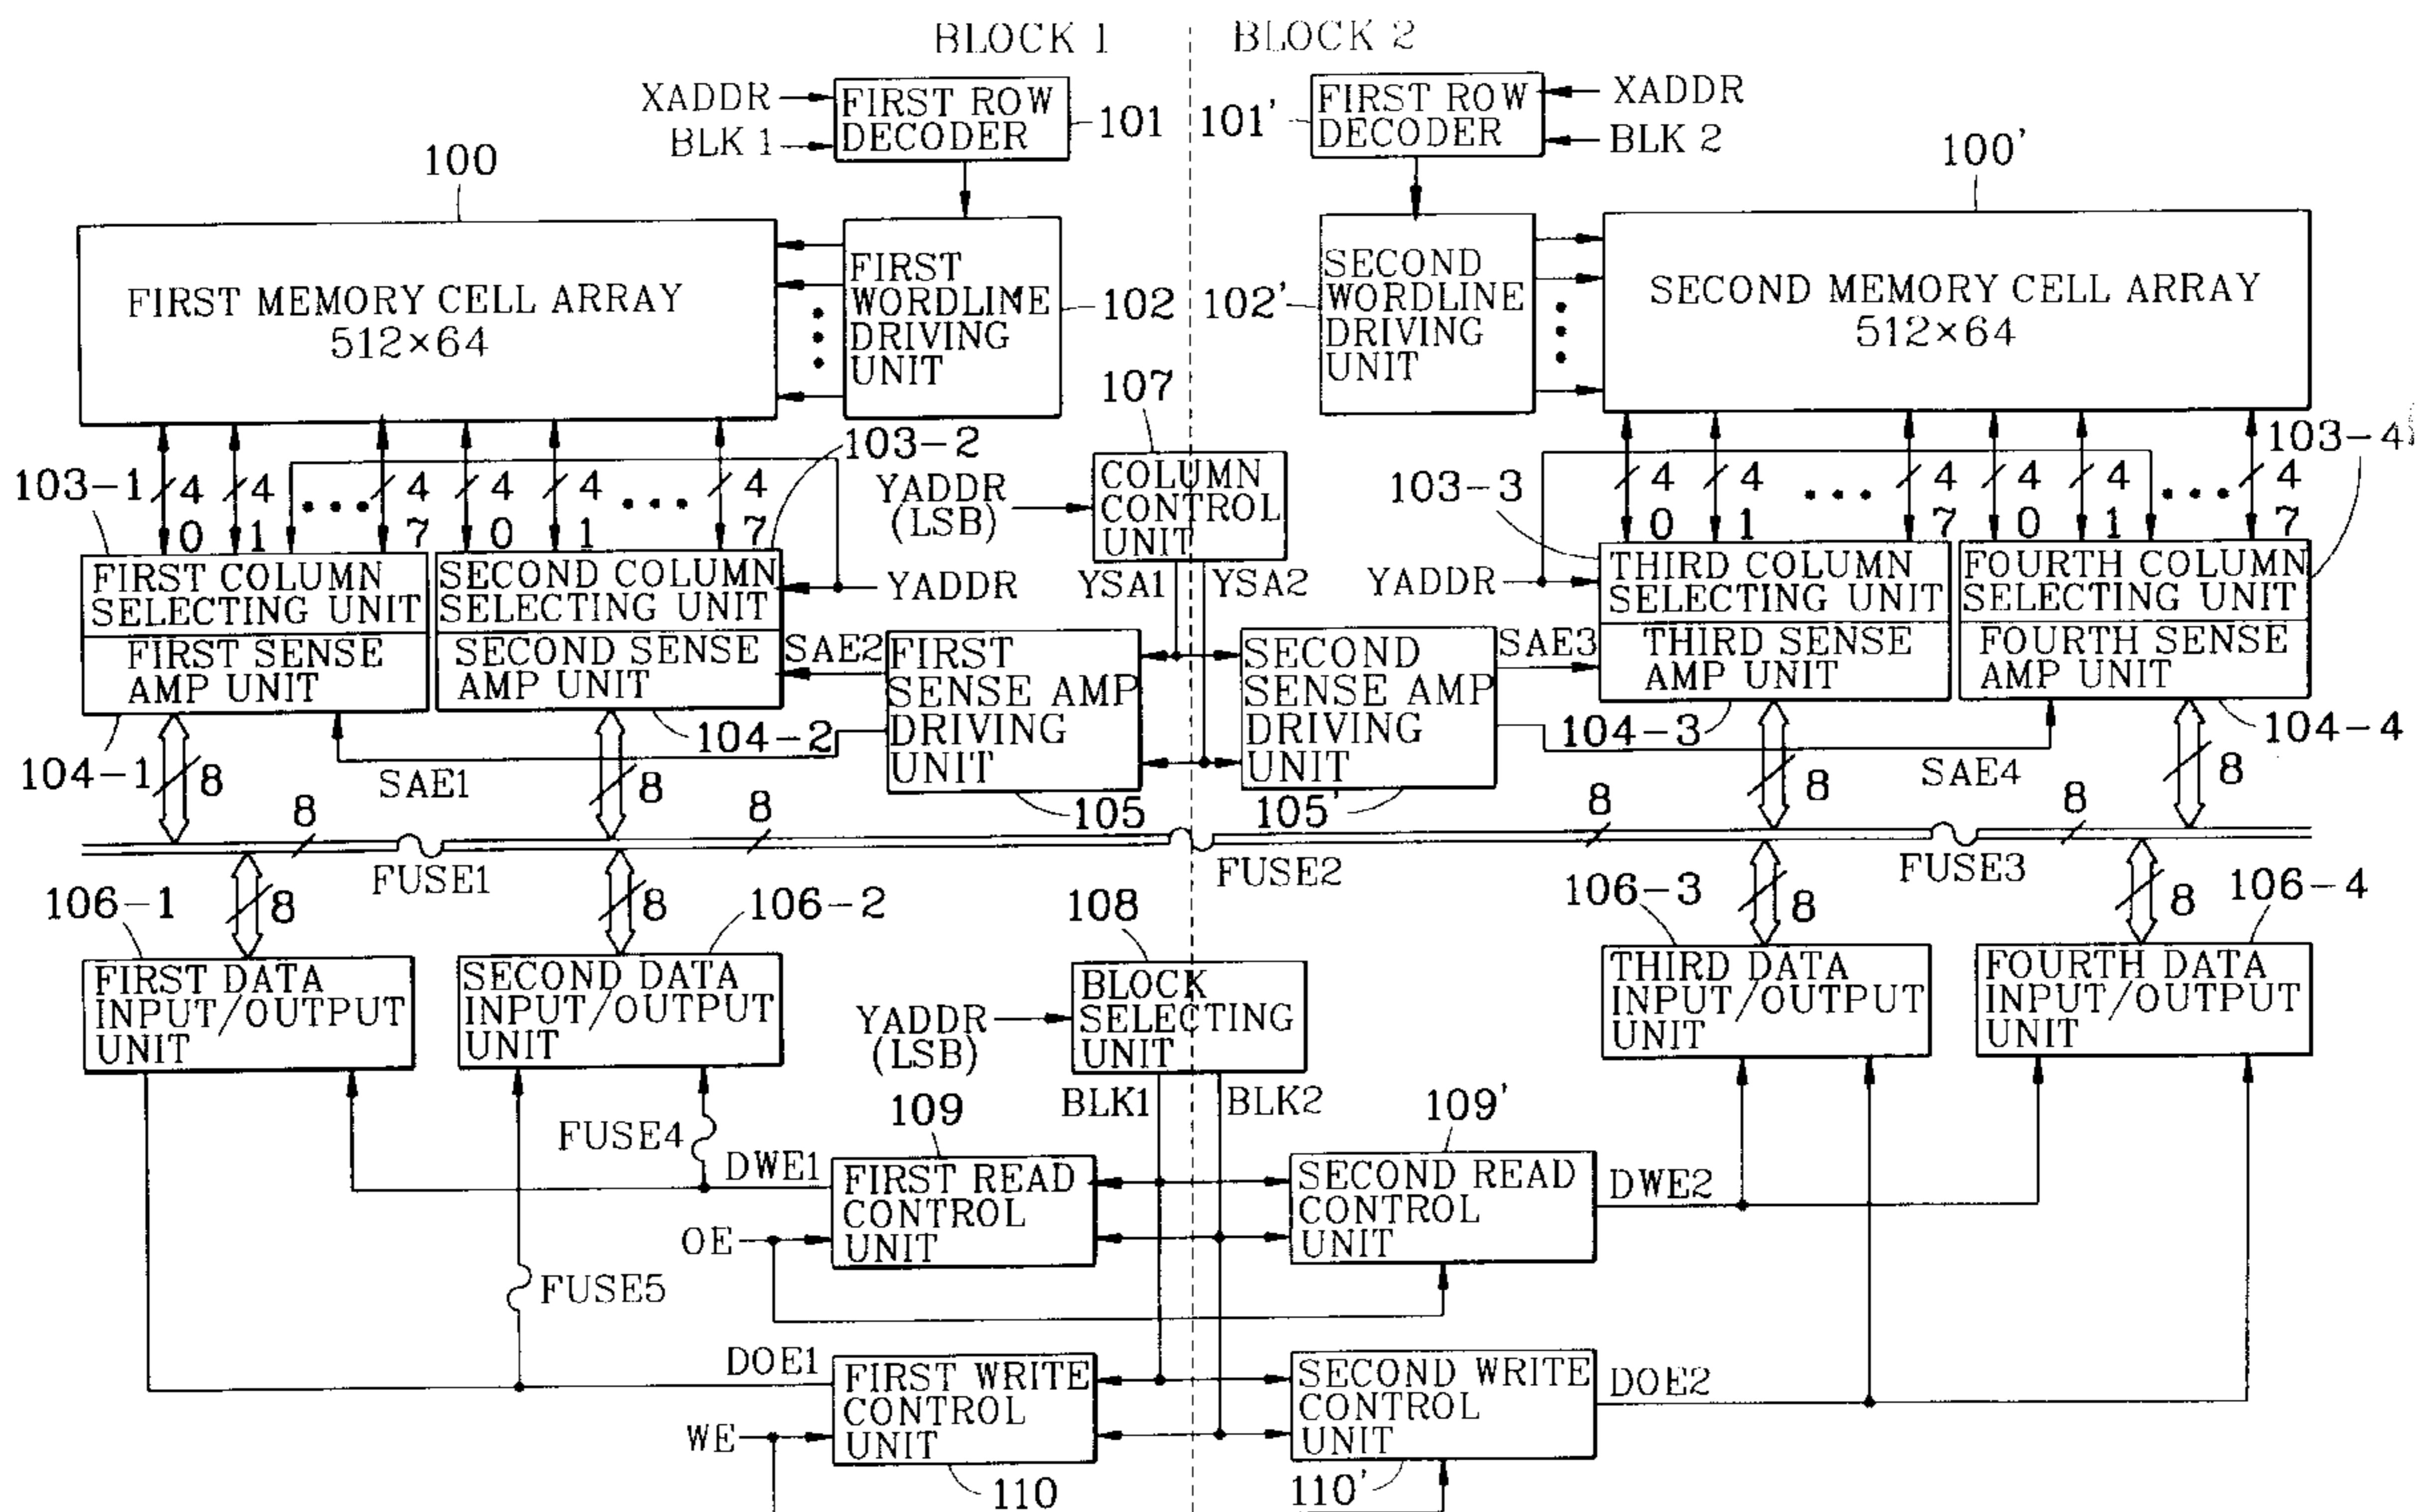 BLOCK 1
BLOCK 2
XADDR
BLK 1
FIRST ROW
DECODER
101
101'
FIRST ROW
DECODER
XADDR
BLK 2
100
100'
FIRST MEMORY CELL ARRAY
512×64
FIRST
WORDLINE
DRIVING
UNIT
102
102'
SECOND
WORDLINE
DRIVING
UNIT
SECOND MEMORY CELL ARRAY
512×64
107
103-1
4
4
4
4
4
4
0
1
7
0
1
7
103-2
YADDR
(LSB)
COLUMN
CONTROL
UNIT
YSA1
YSA2
103-3
4
4
4
4
4
4
0
1
7
0
1
7
103-4
FIRST COLUMN
SELECTING UNIT
SECOND COLUMN
SELECTING UNIT
YADDR
YADDR
THIRD COLUMN
SELECTING UNIT
FOURTH COLUMN
SELECTING UNIT
FIRST SENSE
AMP UNIT
SECOND SENSE
AMP UNIT
SAE2
FIRST
SENSE AMP
DRIVING
UNIT
SECOND
SENSE AMP
DRIVING
UNIT
SAE3
THIRD SENSE
AMP UNIT
FOURTH SENSE
AMP UNIT
104-1
8
SAE1
104-2
8
105
105'
104-3
8
SAE4
104-4
8
8
8
8
8
FUSE1
FUSE2
FUSE3
106-1
8
8
106-2
108
106-3
8
8
106-4
FIRST DATA
INPUT/OUTPUT
UNIT
SECOND DATA
INPUT/OUTPUT
UNIT
YADDR
(LSB)
BLOCK
SELECTING
UNIT
THIRD DATA
INPUT/OUTPUT
UNIT
FOURTH DATA
INPUT/OUTPUT
UNIT
BLK1
BLK2
FUSE4
109
109'
DWE1
FIRST READ
CONTROL
UNIT
SECOND READ
CONTROL
UNIT
DWE2
OE
FUSE5
DOE1
FIRST WRITE
CONTROL
UNIT
SECOND WRITE
CONTROL
UNIT
DOE2
WE
110
110'